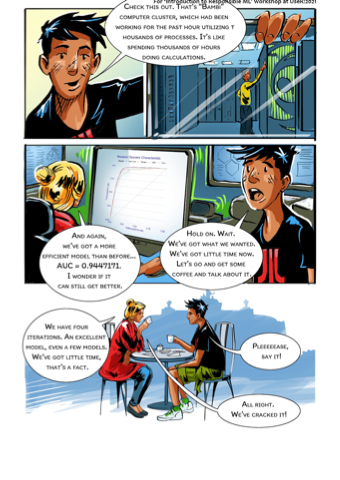 For "Introduction to Responsible ML" Workshop at UseR!2021
Check this out. That's "Bambi"
computer cluster, which had been
working for the past hour utilizing t
housands of processes. It's like
spending thousands of hours
doing calculations.
And again,
we've got a more
efficient model than before...
AUC = 0.9447171.
I wonder if it
can still get better.
Hold on. Wait.
We've got what we wanted.
We've got little time now.
Let's go and get some
coffee and talk about it.
We have four
iterations. An excellent
model, even a few models.
We've got little time,
that's a fact.
Pleeeease,
say it!
All right.
We've cracked it!